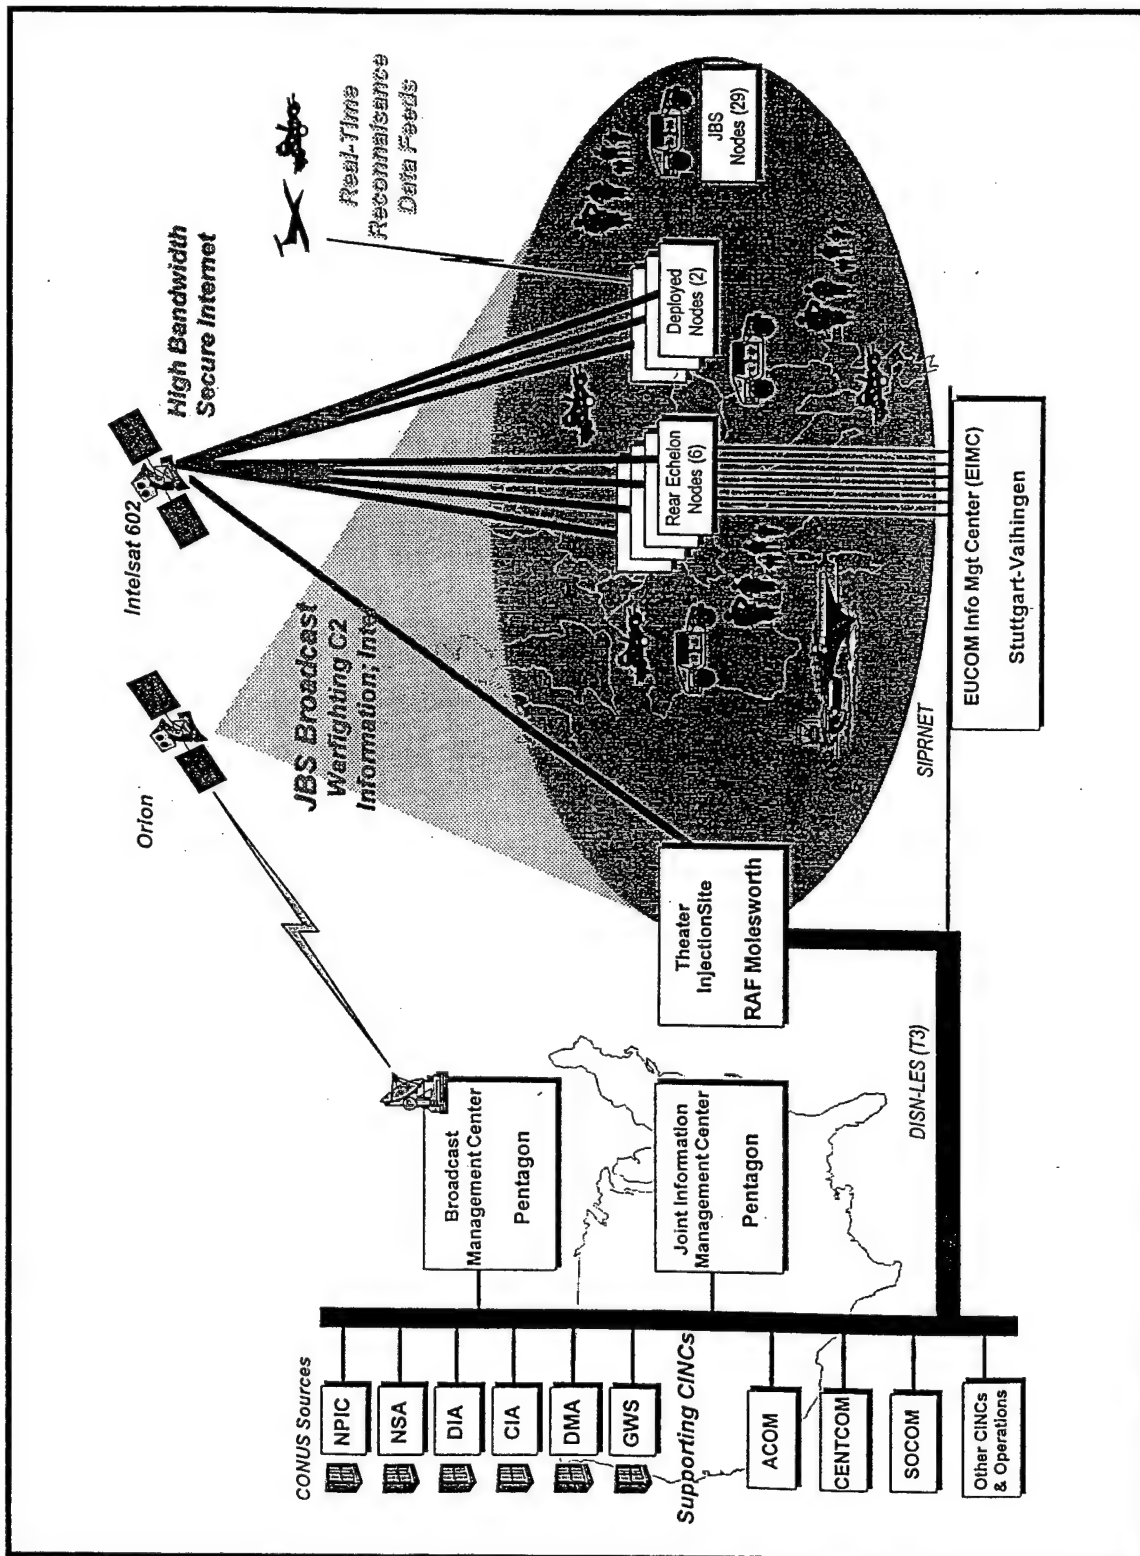 CONUS Sources
NPIC
NSA
DIA
CIA
DMA
GWS
Supporting CINCs
ACOM
CENTCOM
SOCOM
Other CINCs
& Operations
Broadcast
Management Center
Pentagon
Joint Information
Management Center
Pentagon
DISN-LES (T3)
Orion
Intelsat 602
High Bandwidth
Secure Internet
JBS Broadcast
Warfighting C2
Information; Inte
Real-Time
Reconnaisance
Data Feeds
Theater
InjectionSite
RAF Molesworth
Rear Echelon
Nodes (6)
Deployed
Nodes (2)
JBS
Nodes (29)
SIPRNET
EUCOM Info Mgt Center (EIMC)
Stuttgart-Vaihingen